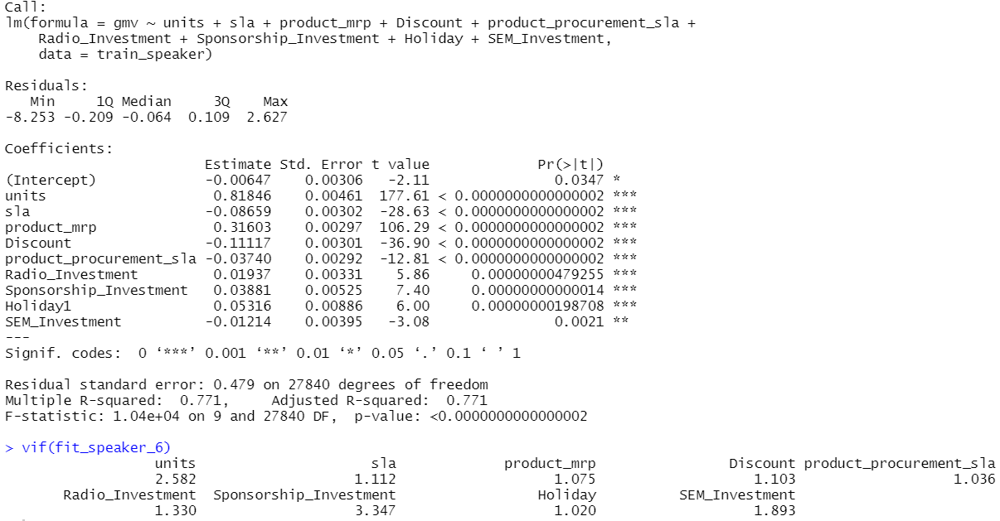 Call:
lm(formula = gmv ~ units + sla + product_mrp + Discount + product_procurement_sla +
    Radio_Investment + Sponsorship_Investment + Holiday + SEM_Investment,
    data = train_speaker)

Residuals:
   Min     1Q Median     3Q    Max
-8.253 -0.209 -0.064  0.109  2.627

Coefficients:
                        Estimate Std. Error t value             Pr(>|t|)
(Intercept)             -0.00647    0.00306   -2.11               0.0347 *
units                    0.81846    0.00461  177.61 < 0.0000000000000002 ***
sla                     -0.08659    0.00302  -28.63 < 0.0000000000000002 ***
product_mrp              0.31603    0.00297  106.29 < 0.0000000000000002 ***
Discount                -0.11117    0.00301  -36.90 < 0.0000000000000002 ***
product_procurement_sla -0.03740    0.00292  -12.81 < 0.0000000000000002 ***
Radio_Investment         0.01937    0.00331    5.86     0.00000000479255 ***
Sponsorship_Investment   0.03881    0.00525    7.40     0.00000000000014 ***
Holiday1                 0.05316    0.00886    6.00     0.00000000198708 ***
SEM_Investment          -0.01214    0.00395   -3.08               0.0021 **
---
Signif. codes:  0 ‘***’ 0.001 ‘**’ 0.01 ‘*’ 0.05 ‘.’ 0.1 ‘ ’ 1

Residual standard error: 0.479 on 27840 degrees of freedom
Multiple R-squared:  0.771,	Adjusted R-squared:  0.771
F-statistic: 1.04e+04 on 9 and 27840 DF,  p-value: <0.0000000000000002

> vif(fit_speaker_6)
                  units                     sla             product_mrp                Discount product_procurement_sla
                  2.582                   1.112                   1.075                   1.103                   1.036
       Radio_Investment  Sponsorship_Investment                 Holiday          SEM_Investment
                  1.330                   3.347                   1.020                   1.893